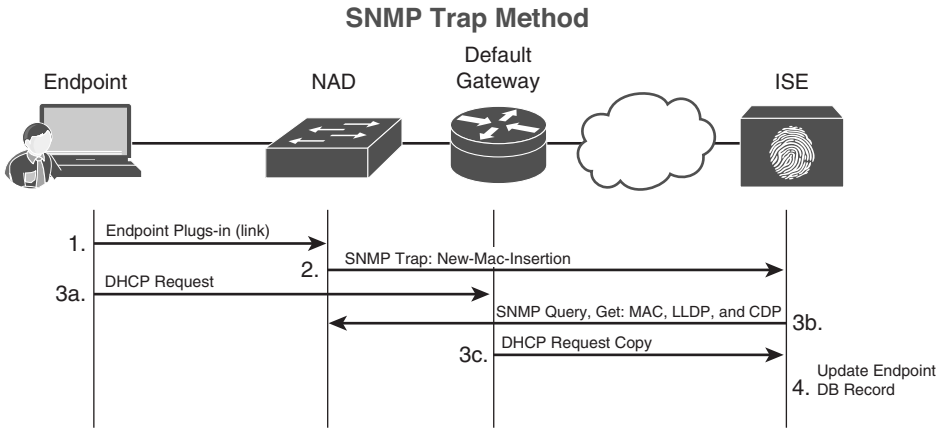 SNMP Trap Method
Endpoint
NAD
Default
Gateway
ISE
1.
Endpoint Plugs-in (link)
2.
SNMP Trap: New-Mac-Insertion
3a.
DHCP Request
SNMP Query, Get: MAC, LLDP, and CDP
3b.
3c.
DHCP Request Copy
4.
Update Endpoint
DB Record